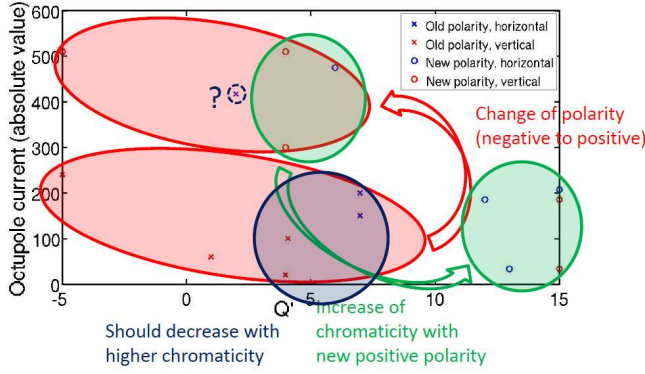 600
500
400
300
200
100
0
-5
0
5
10
15
Octupole current (absolute value)
Q'
Old polarity, horizontal
Old polarity, vertical
New polarity, horizontal
New polarity, vertical
?
Change of polarity
(negative to positive)
Should decrease with
higher chromaticity
Increase of
chromaticity with
new positive polarity